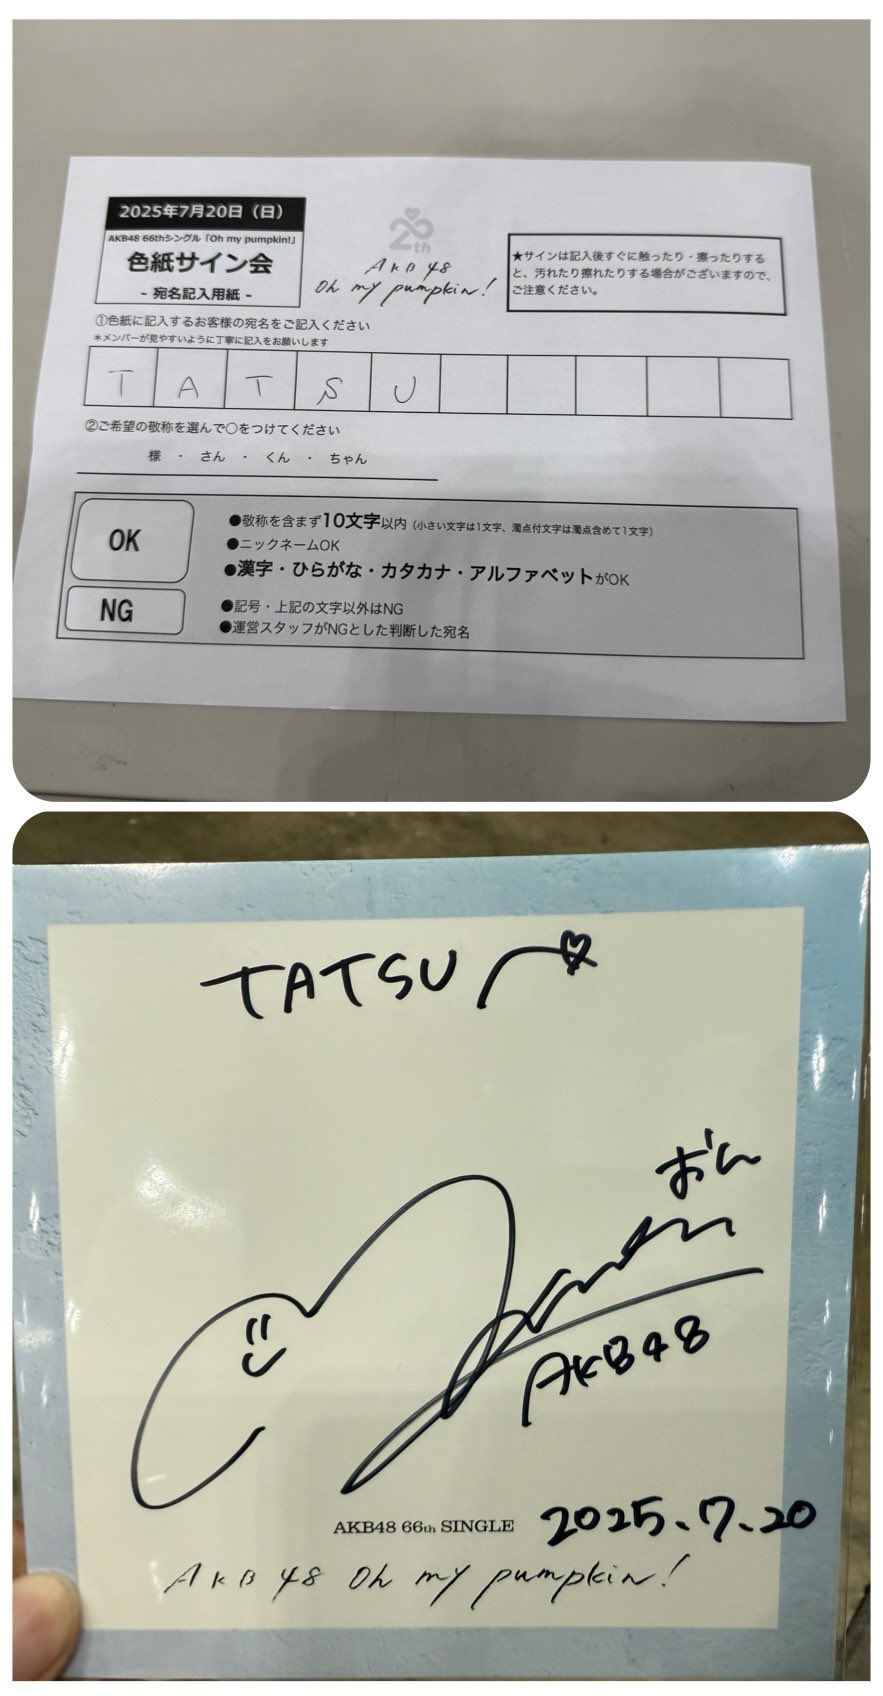 2025年7月20日（日）
AKB48 66thシングル「Oh my pumpkin!」
色紙サイン会
- 宛名記入用紙 -
20th
AKB48
Oh my pumpkin!
★サインは記入後すぐに触ったり・擦ったりする
と、汚れたり擦れたりする場合がございますので、
ご注意ください。
①色紙に記入するお客様の宛名をご記入ください
＊メンバーが見やすいように丁寧に記入をお願いします
TATSU
②ご希望の敬称を選んで○をつけてください
様 ・ さん ・ くん ・ ちゃん
OK
●敬称を含まず10文字以内（小さい文字は1文字、濁点付文字は濁点含めて1文字）
●ニックネームOK
●漢字・ひらがな・カタカナ・アルファベットがOK
NG
●記号・上記の文字以外はNG
●運営スタッフがNGとした判断した宛名
TATSU
AKB48
AKB48 66th SINGLE
2025.7.20
AKB48 Oh my pumpkin!